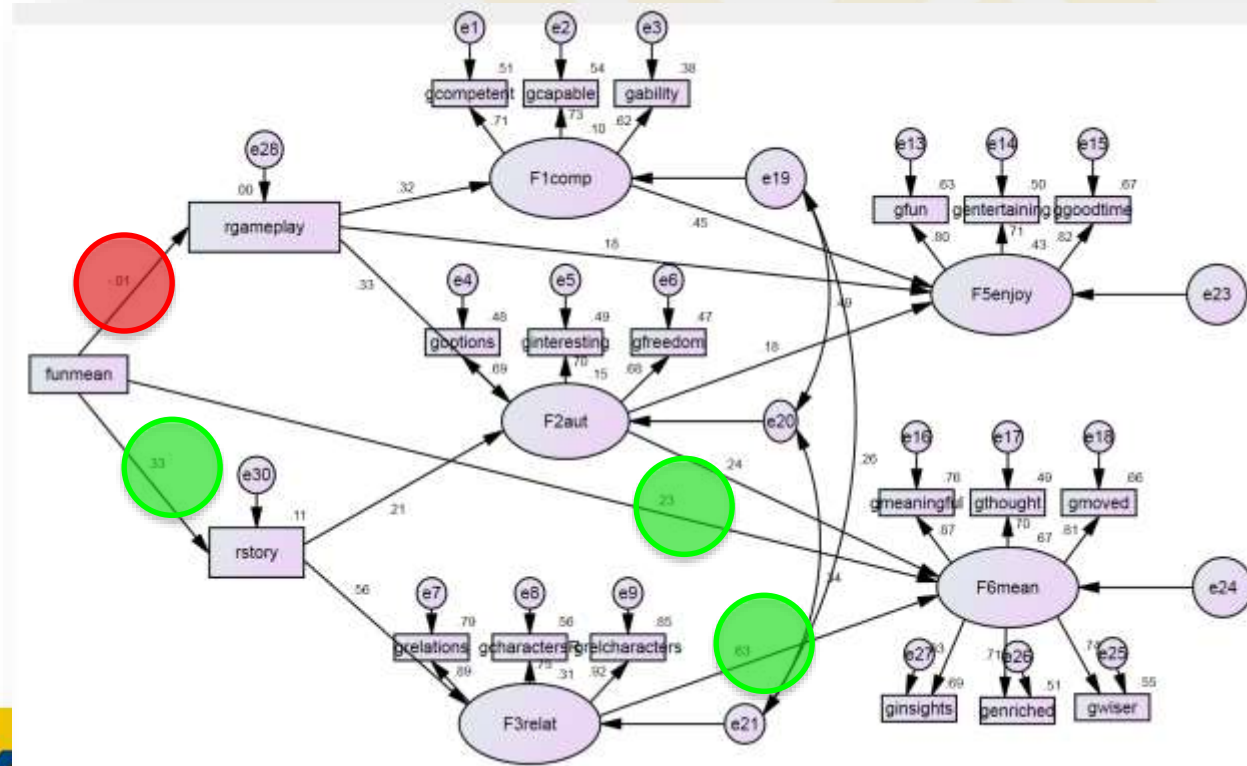 e1
e2
e3
.51
.54
.38
gcompetent
gcapable
gability
.71
.73
.10
.62
F1comp
e19
e28
.00
rgameplay
.32
.45
.18
.33
e13
e14
e15
.63
.50
.67
gfun
gentertaining
ggoodtime
.80
.71
.43
.82
F5enjoy
e23
-.01
funmean
e4
e5
e6
.48
.49
.47
goptions
ginteresting
gfreedom
.69
.70
.15
.68
F2aut
e20
.49
.18
.26
.33
e30
.11
rstory
.21
.24
.23
.56
e16
e17
e18
.76
.49
.66
gmeaningful
gthought
gmoved
.87
.70
.67
.81
F6mean
e24
e7
e8
e9
.79
.56
.85
grelations
gcharactersR
grelcharacters
.89
.75
.31
.92
F3relat
e21
.63
e27
e26
e25
.71
.69
.51
.55
ginsights
genriched
gwiser